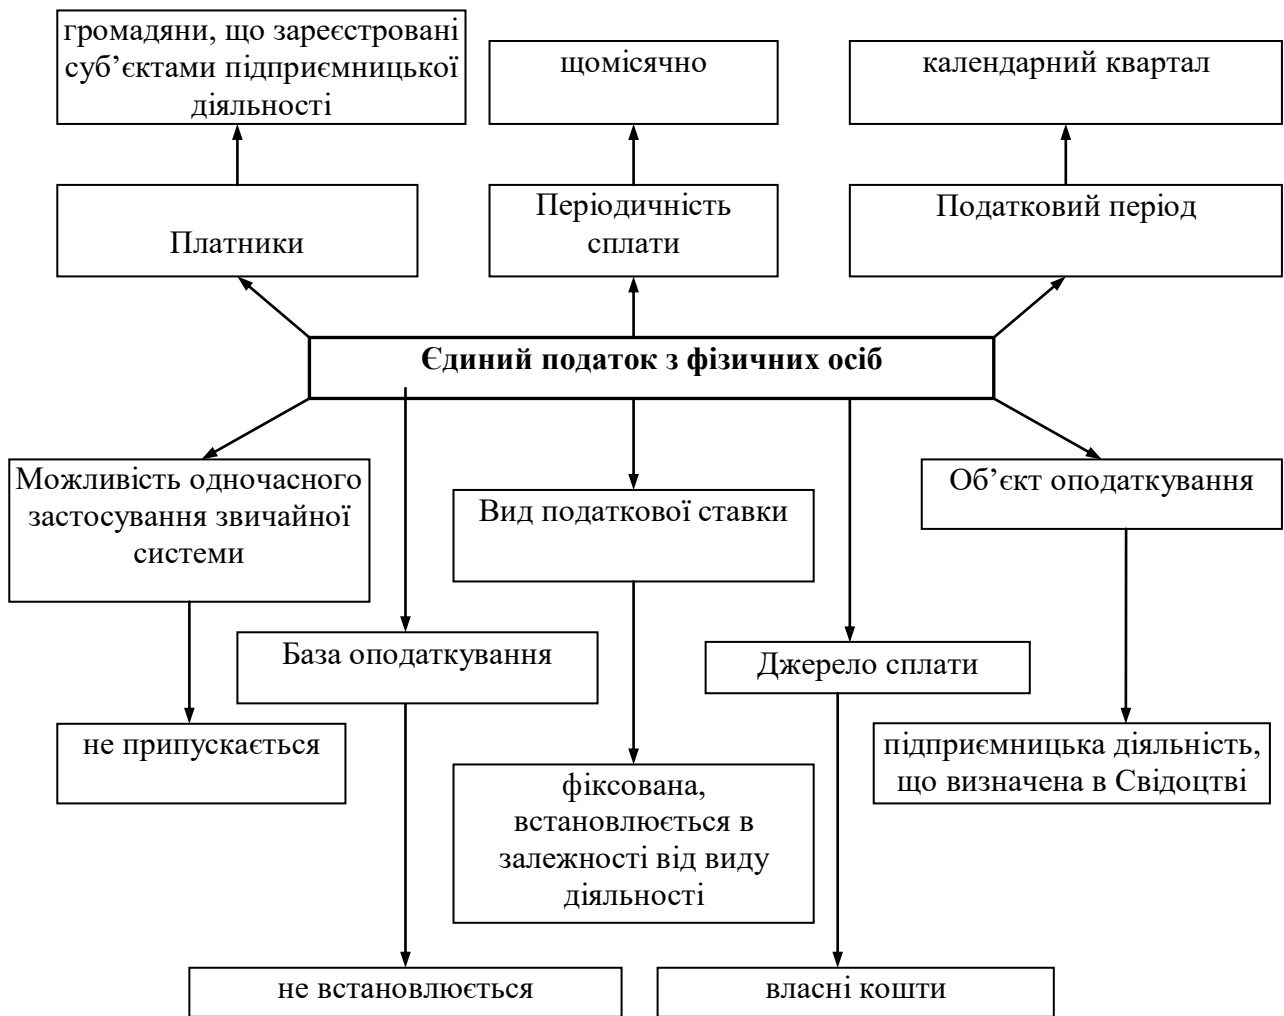 громадяни, що зареєстровані
суб’єктами підприємницької
діяльності
щомісячно
календарний квартал
Платники
Періодичність
сплати
Податковий період
Єдиний податок з фізичних осіб
Можливість одночасного
застосування звичайної
системи
Вид податкової ставки
Об’єкт оподаткування
База оподаткування
Джерело сплати
не припускається
фіксована,
встановлюється в
залежності від виду
діяльності
підприємницька діяльність,
що визначена в Свідоцтві
не встановлюється
власні кошти